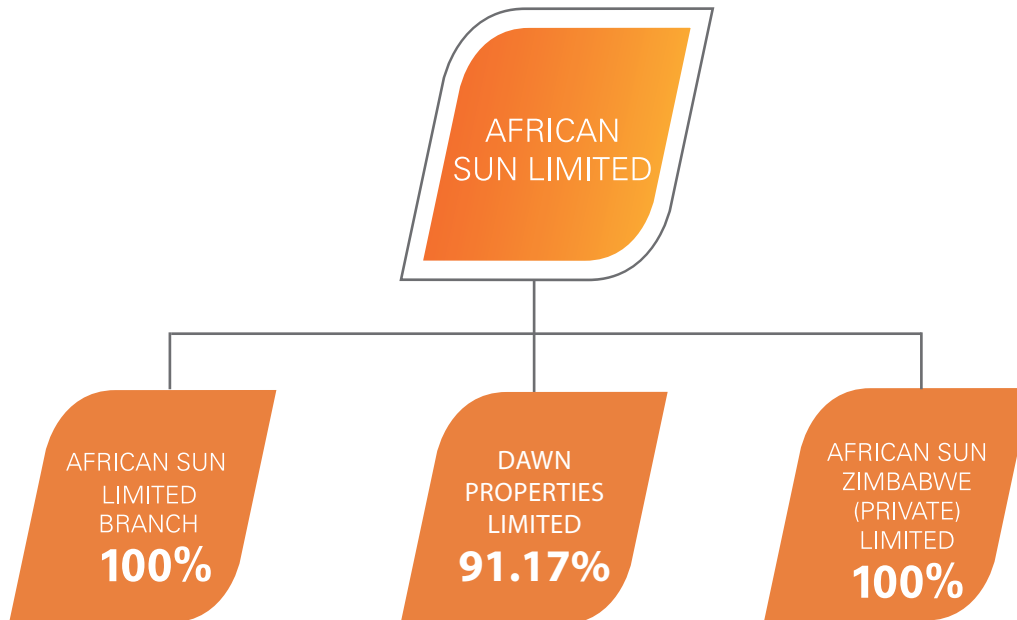 AFRICAN
SUN LIMITED
AFRICAN SUN
LIMITED
BRANCH
100%
DAWN
PROPERTIES
LIMITED
91.17%
AFRICAN SUN
ZIMBABWE
(PRIVATE)
LIMITED
100%